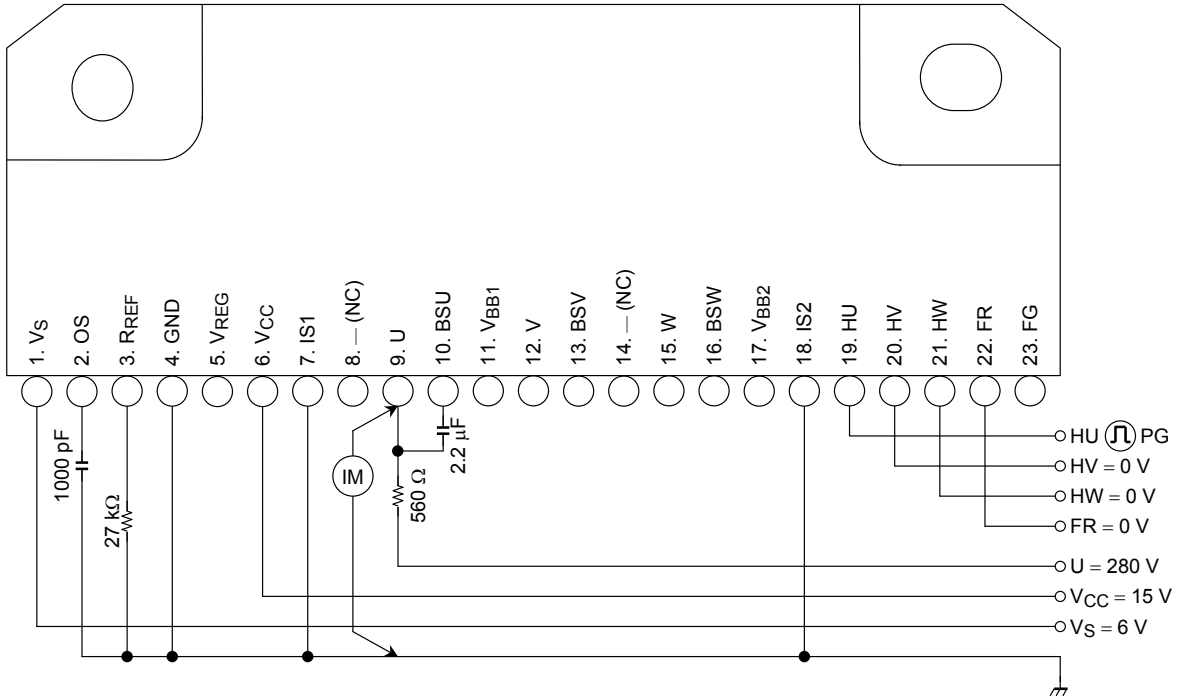 1. VS
2. OS
3. RREF
4. GND
5. VREG
6. VCC
7. IS1
8. — (NC)
9. U
10. BSU
11. VBB1
12. V
13. BSV
14. — (NC)
15. W
16. BSW
17. VBB2
18. IS2
19. HU
20. HV
21. HW
22. FR
23. FG
1000 pF
27 kΩ
IM
560 Ω
2.2 μF
HU PG
HV = 0 V
HW = 0 V
FR = 0 V
U = 280 V
VCC = 15 V
VS = 6 V